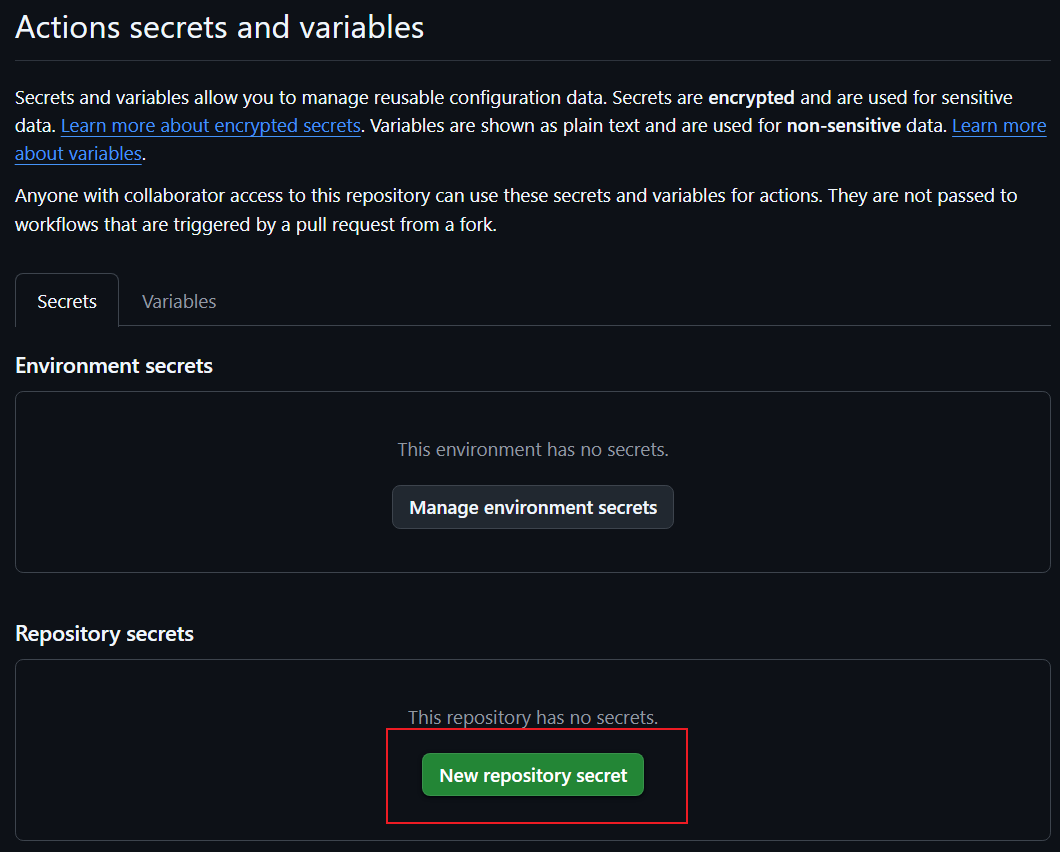 Actions secrets and variables
Secrets and variables allow you to manage reusable configuration data. Secrets are encrypted and are used for sensitive
data. Learn more about encrypted secrets. Variables are shown as plain text and are used for non-sensitive data. Learn more
about variables.
Anyone with collaborator access to this repository can use these secrets and variables for actions. They are not passed to
workflows that are triggered by a pull request from a fork.
Secrets
Variables
Environment secrets
This environment has no secrets.
Manage environment secrets
Repository secrets
This repository has no secrets.
New repository secret